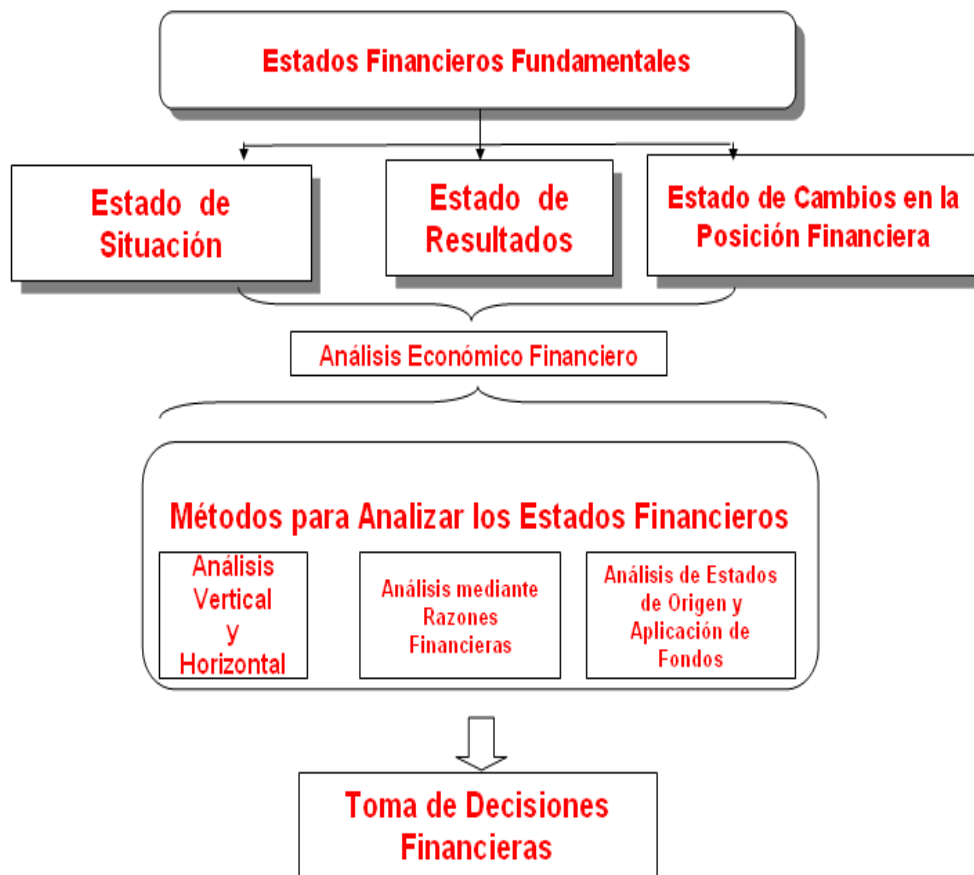 Estados Financieros Fundamentales
Estado de
Situación
Estado de
Resultados
Estado de Cambios en la
Posición Financiera
Análisis Económico Financiero
Métodos para Analizar los Estados Financieros
Análisis
Vertical
y
Horizontal
Análisis mediante
Razones
Financieras
Análisis de Estados
de Origen y
Aplicación de
Fondos
Toma de Decisiones
Financieras